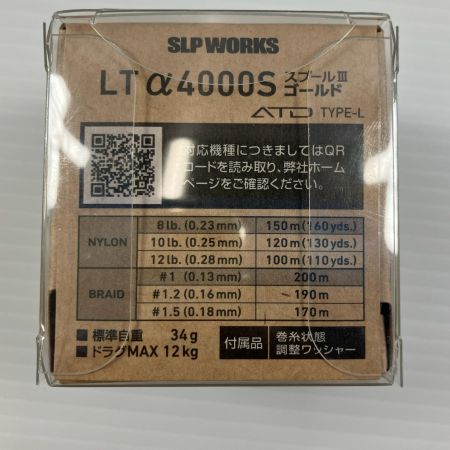 SLP WORKS
LT α4000S スプールⅢ ゴールド
ATD TYPE-L
対応機種につきましてはQR
コードを読み取り、弊社ホーム
ページをご確認ください。
NYLON 8lb. (0.23mm) 150m (160yds.)
10lb. (0.25mm) 120m (130yds.)
12lb. (0.28mm) 100m (110yds.)
BRAID #1 (0.13mm) 200m
#1.2 (0.16mm) 190m
#1.5 (0.18mm) 170m
■標準自重 34g
■ドラグMAX 12kg
付属品 巻糸状態
調整ワッシャー